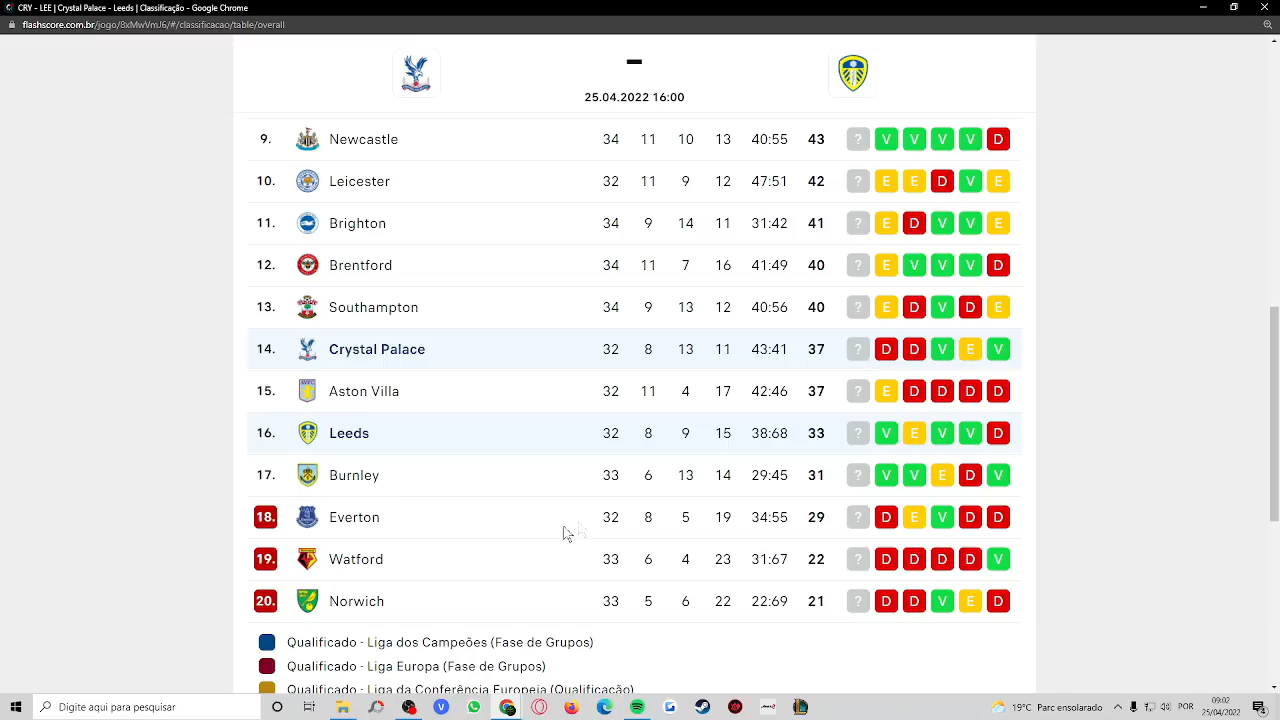 CRY - LEE | Crystal Palace - Leeds | Classificação - Google Chrome
flashscore.com.br/jogo/8xMwVmJ6/#/classificacao/table/overall
-
25.04.2022 16:00
9. Newcastle 34 11 10 13 40:55 43 ? V V V V D
10. Leicester 32 11 9 12 47:51 42 ? E E D V E
11. Brighton 34 9 14 11 31:42 41 ? E D V V E
12. Brentford 34 11 7 16 41:49 40 ? E V V V D
13. Southampton 34 9 13 12 40:56 40 ? E D V D E
14. Crystal Palace 32 8 13 11 43:41 37 ? D D V E V
15. Aston Villa 32 11 4 17 42:46 37 ? E D D D D
16. Leeds 32 8 9 15 38:68 33 ? V E V V D
17. Burnley 33 6 13 14 29:45 31 ? V V E D V
18. Everton 32 8 5 19 34:55 29 ? D E V D D
19. Watford 33 6 4 23 31:67 22 ? D D D D V
20. Norwich 33 5 6 22 22:69 21 ? D D V E D
Qualificado - Liga dos Campeões (Fase de Grupos)
Qualificado - Liga Europa (Fase de Grupos)
Qualificado - Liga da Conferência Europeia (Qualificação)
Digite aqui para pesquisar
19°C Parc ensolarado
POR
09:02
25/04/2022